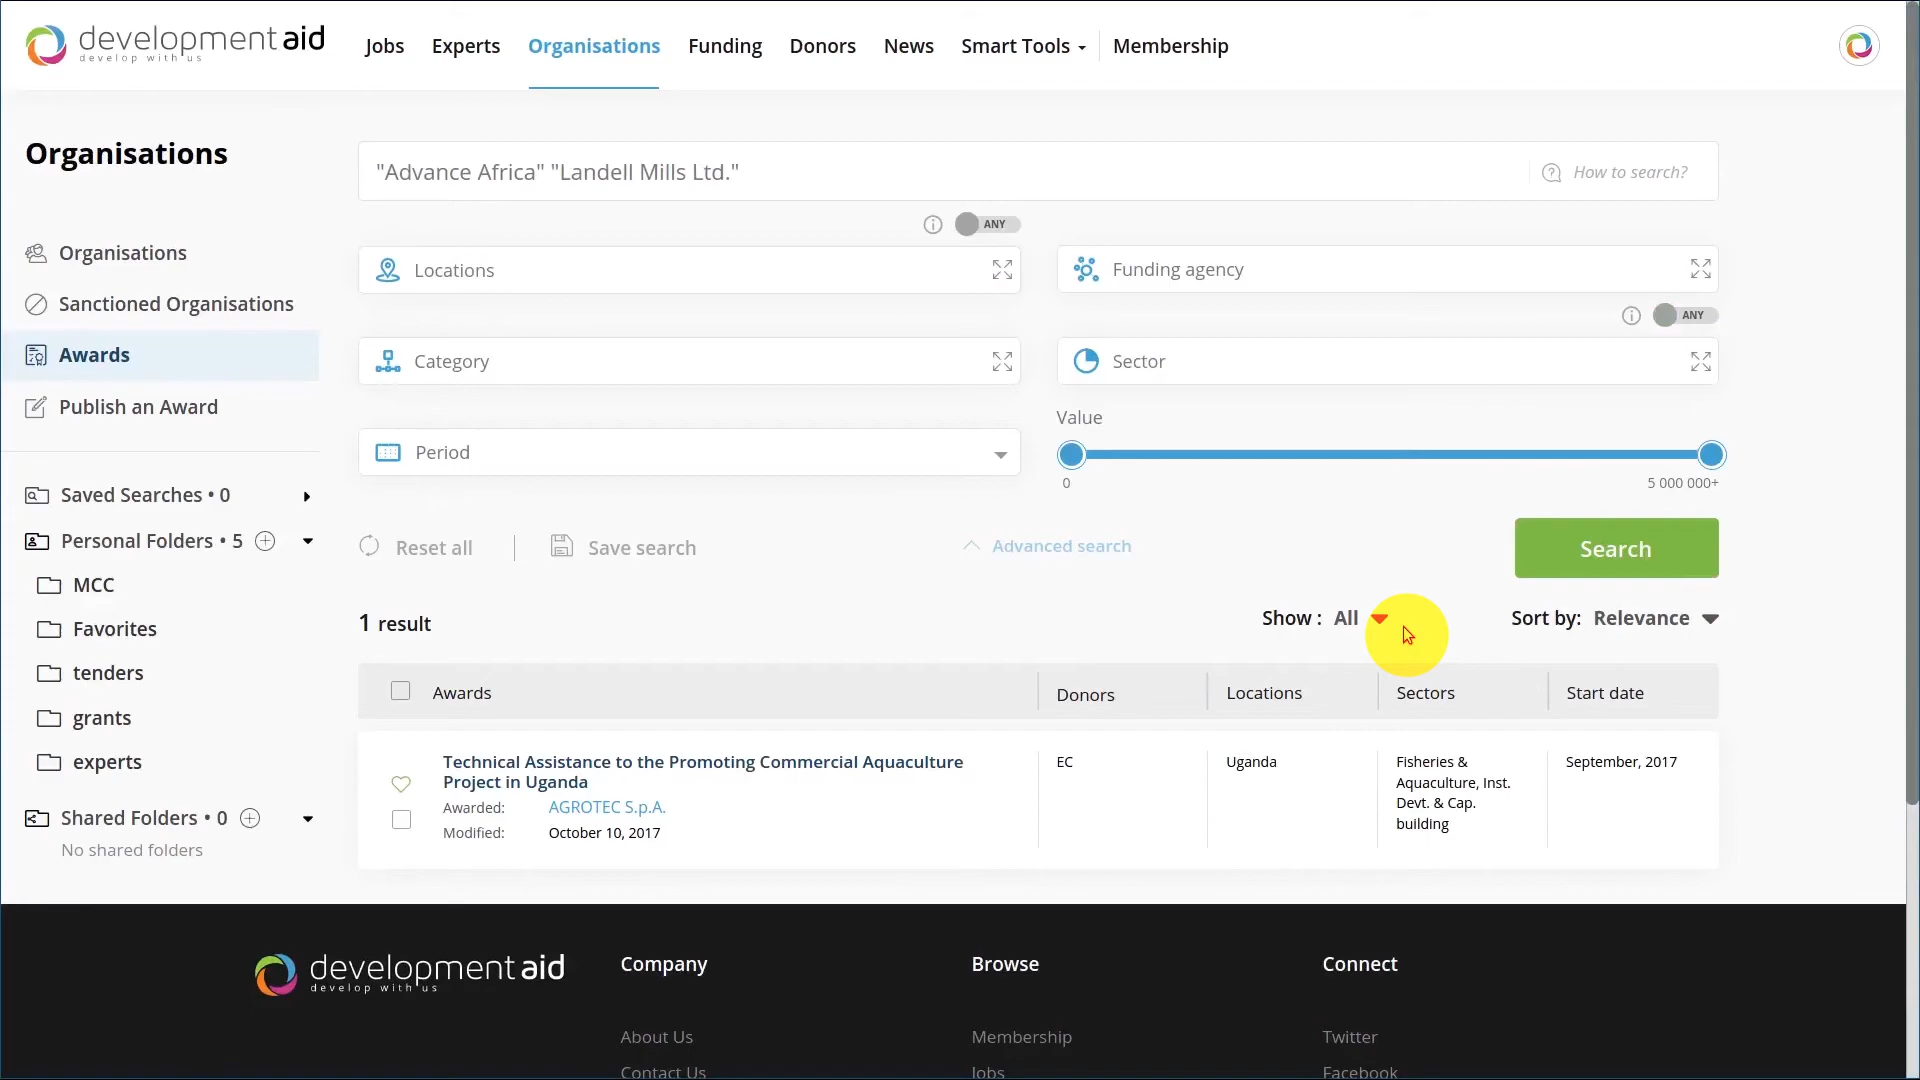 developmentaid
develop with us
Jobs
Experts
Organisations
Funding
Donors
News
Smart Tools
Membership
Organisations
Organisations
Sanctioned Organisations
Awards
Publish an Award
Saved Searches • 0
Personal Folders • 5
MCC
Favorites
tenders
grants
experts
Shared Folders • 0
No shared folders
"Advance Africa" "Landell Mills Ltd."
How to search?
ANY
Locations
Funding agency
ANY
Category
Sector
Value
Period
0
5 000 000+
Reset all
Save search
Advanced search
Search
1 result
Show : All
Sort by: Relevance
Awards
Donors
Locations
Sectors
Start date
Technical Assistance to the Promoting Commercial Aquaculture
Project in Uganda
Awarded: AGROTEC S.p.A.
Modified: October 10, 2017
EC
Uganda
Fisheries &
Aquaculture, Inst.
Devt. & Cap.
building
September, 2017
developmentaid
develop with us
Company
Browse
Connect
About Us
Membership
Twitter
Contact Us
Jobs
Facebook